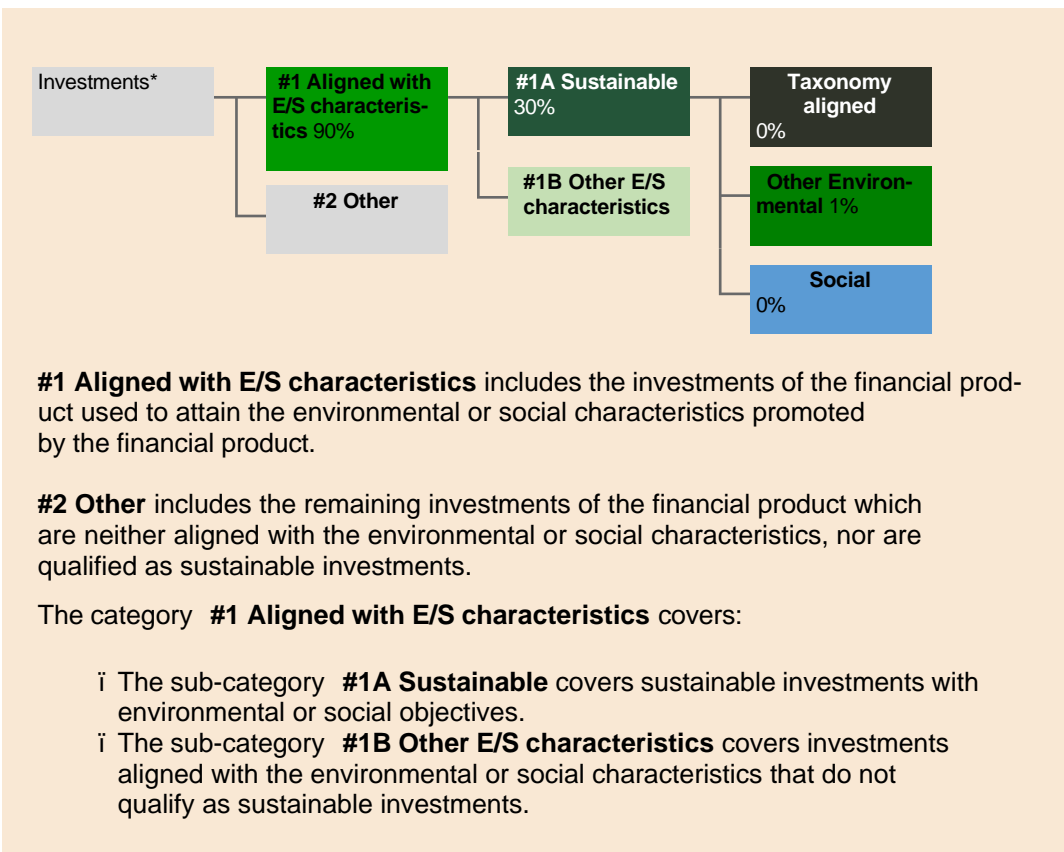 Investments*
#1 Aligned with
E/S characteris-
tics 90%
#2 Other
#1A Sustainable
30%
#1B Other E/S
characteristics
Taxonomy
aligned
0%
Other Environ-
mental 1%
Social
0%
#1 Aligned with E/S characteristics includes the investments of the financial prod-
uct used to attain the environmental or social characteristics promoted
by the financial product.
#2 Other includes the remaining investments of the financial product which
are neither aligned with the environmental or social characteristics, nor are
qualified as sustainable investments.
The category #1 Aligned with E/S characteristics covers:
ï The sub-category #1A Sustainable covers sustainable investments with
environmental or social objectives.
ï The sub-category #1B Other E/S characteristics covers investments
aligned with the environmental or social characteristics that do not
qualify as sustainable investments.